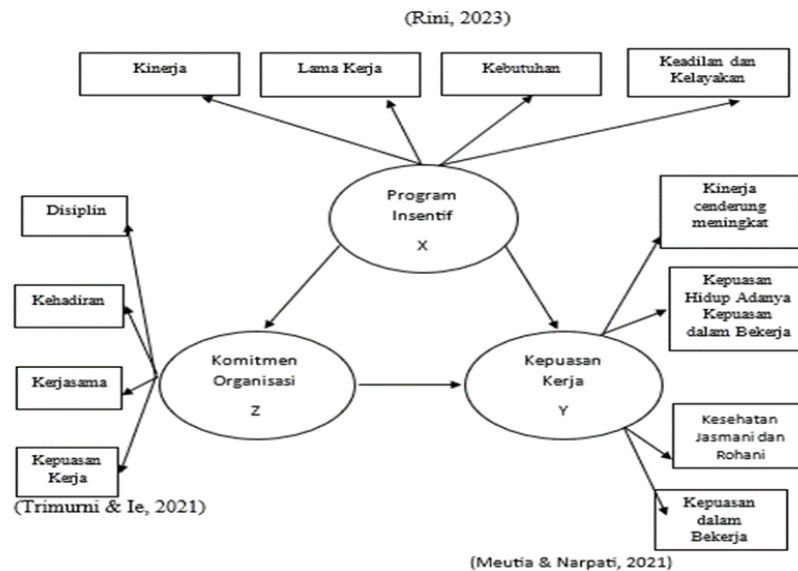 (Rini, 2023)
Kinerja
Lama Kerja
Kebutuhan
Keadilan dan
Kelayakan
Program
Insentif
X
Kinerja
cenderung
meningkat
Disiplin
Kehadiran
Kepuasan
Hidup Adanya
Kepuasan
dalam Bekerja
Komitmen
Organisasi
Z
Kepuasan
Kerja
Y
Kerjasama
Kesehatan
Jasmani dan
Rohani
Kepuasan
Kerja
(Trimurni & Ie, 2021)
Kepuasan
dalam
Bekerja
(Meutia & Narpati, 2021)